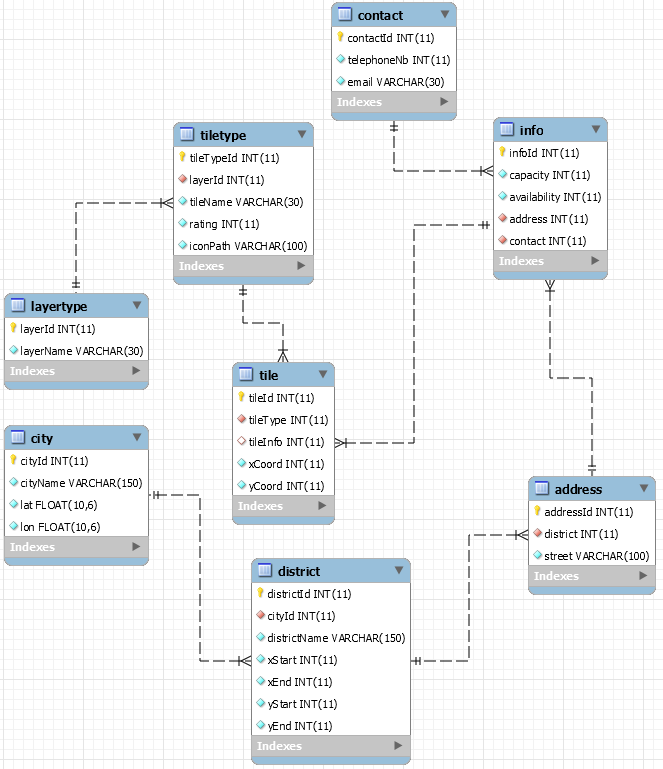 contact
contactId INT(11)
telephoneNb INT(11)
email VARCHAR(30)
Indexes
tiletype
tileTypeId INT(11)
layerId INT(11)
tileName VARCHAR(30)
rating INT(11)
iconPath VARCHAR(100)
Indexes
info
infoId INT(11)
capacity INT(11)
availability INT(11)
address INT(11)
contact INT(11)
Indexes
layertype
layerId INT(11)
layerName VARCHAR(30)
Indexes
tile
tileId INT(11)
tileType INT(11)
tileInfo INT(11)
xCoord INT(11)
yCoord INT(11)
Indexes
city
cityId INT(11)
cityName VARCHAR(150)
lat FLOAT(10,6)
lon FLOAT(10,6)
Indexes
address
addressId INT(11)
district INT(11)
street VARCHAR(100)
Indexes
district
districtId INT(11)
cityId INT(11)
districtName VARCHAR(150)
xStart INT(11)
xEnd INT(11)
yStart INT(11)
yEnd INT(11)
Indexes